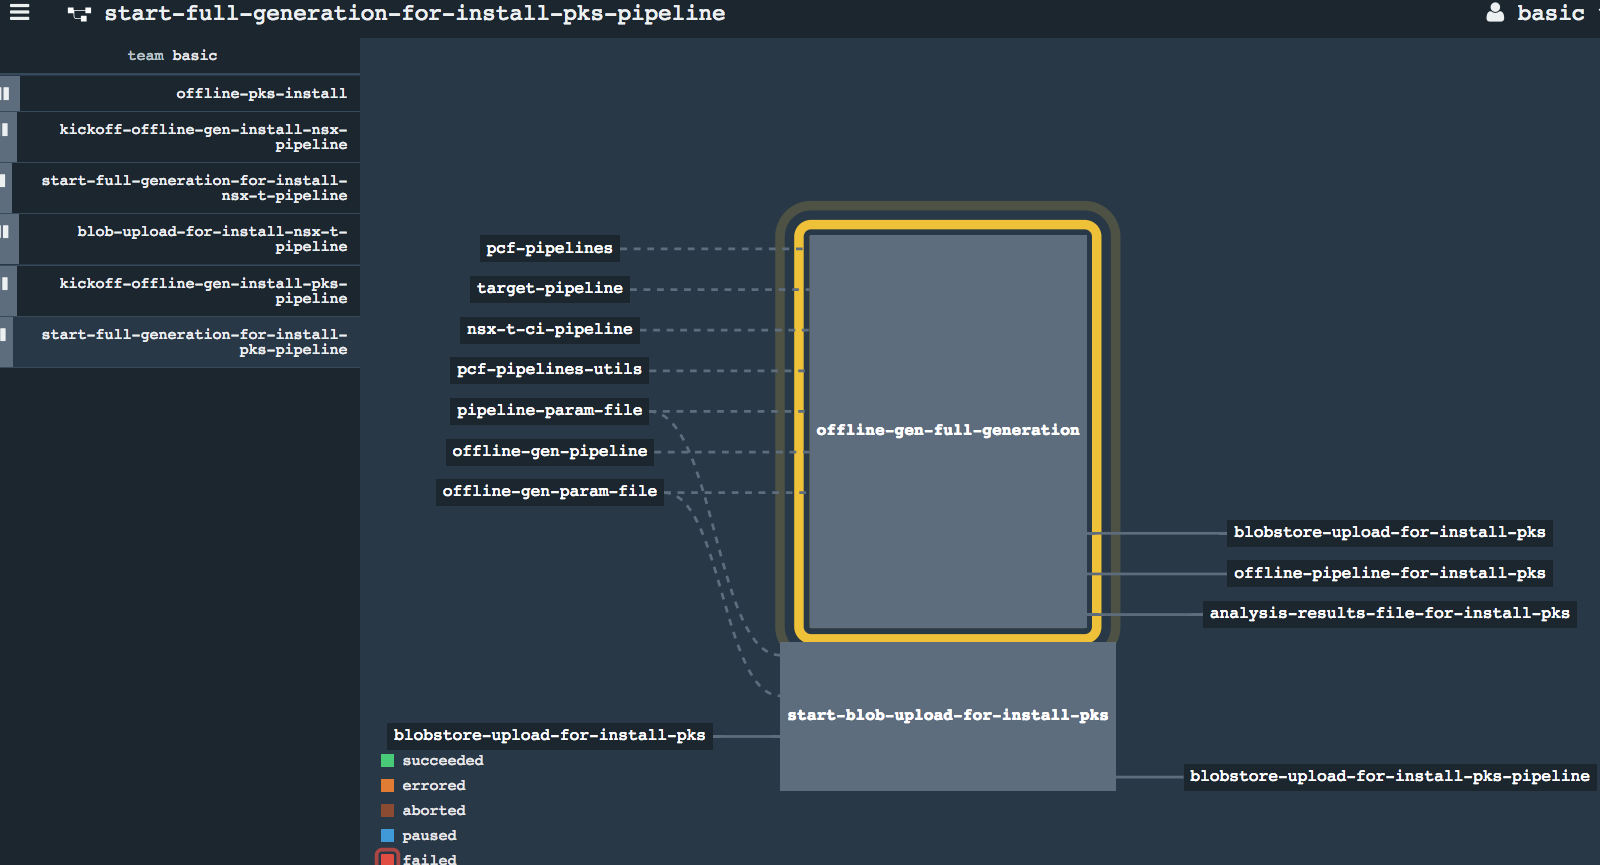 start-full-generation-for-install-pks-pipeline
basic
team basic
offline-pks-install
kickoff-offline-gen-install-nsx-
pipeline
start-full-generation-for-install-
nsx-t-pipeline
blob-upload-for-install-nsx-t-
pipeline
kickoff-offline-gen-install-pks-
pipeline
start-full-generation-for-install-
pks-pipeline
pcf-pipelines
target-pipeline
nsx-t-ci-pipeline
pcf-pipelines-utils
pipeline-param-file
offline-gen-pipeline
offline-gen-param-file
offline-gen-full-generation
blobstore-upload-for-install-pks
offline-pipeline-for-install-pks
analysis-results-file-for-install-pks
start-blob-upload-for-install-pks
blobstore-upload-for-install-pks
blobstore-upload-for-install-pks-pipeline
succeeded
errored
aborted
paused
failed